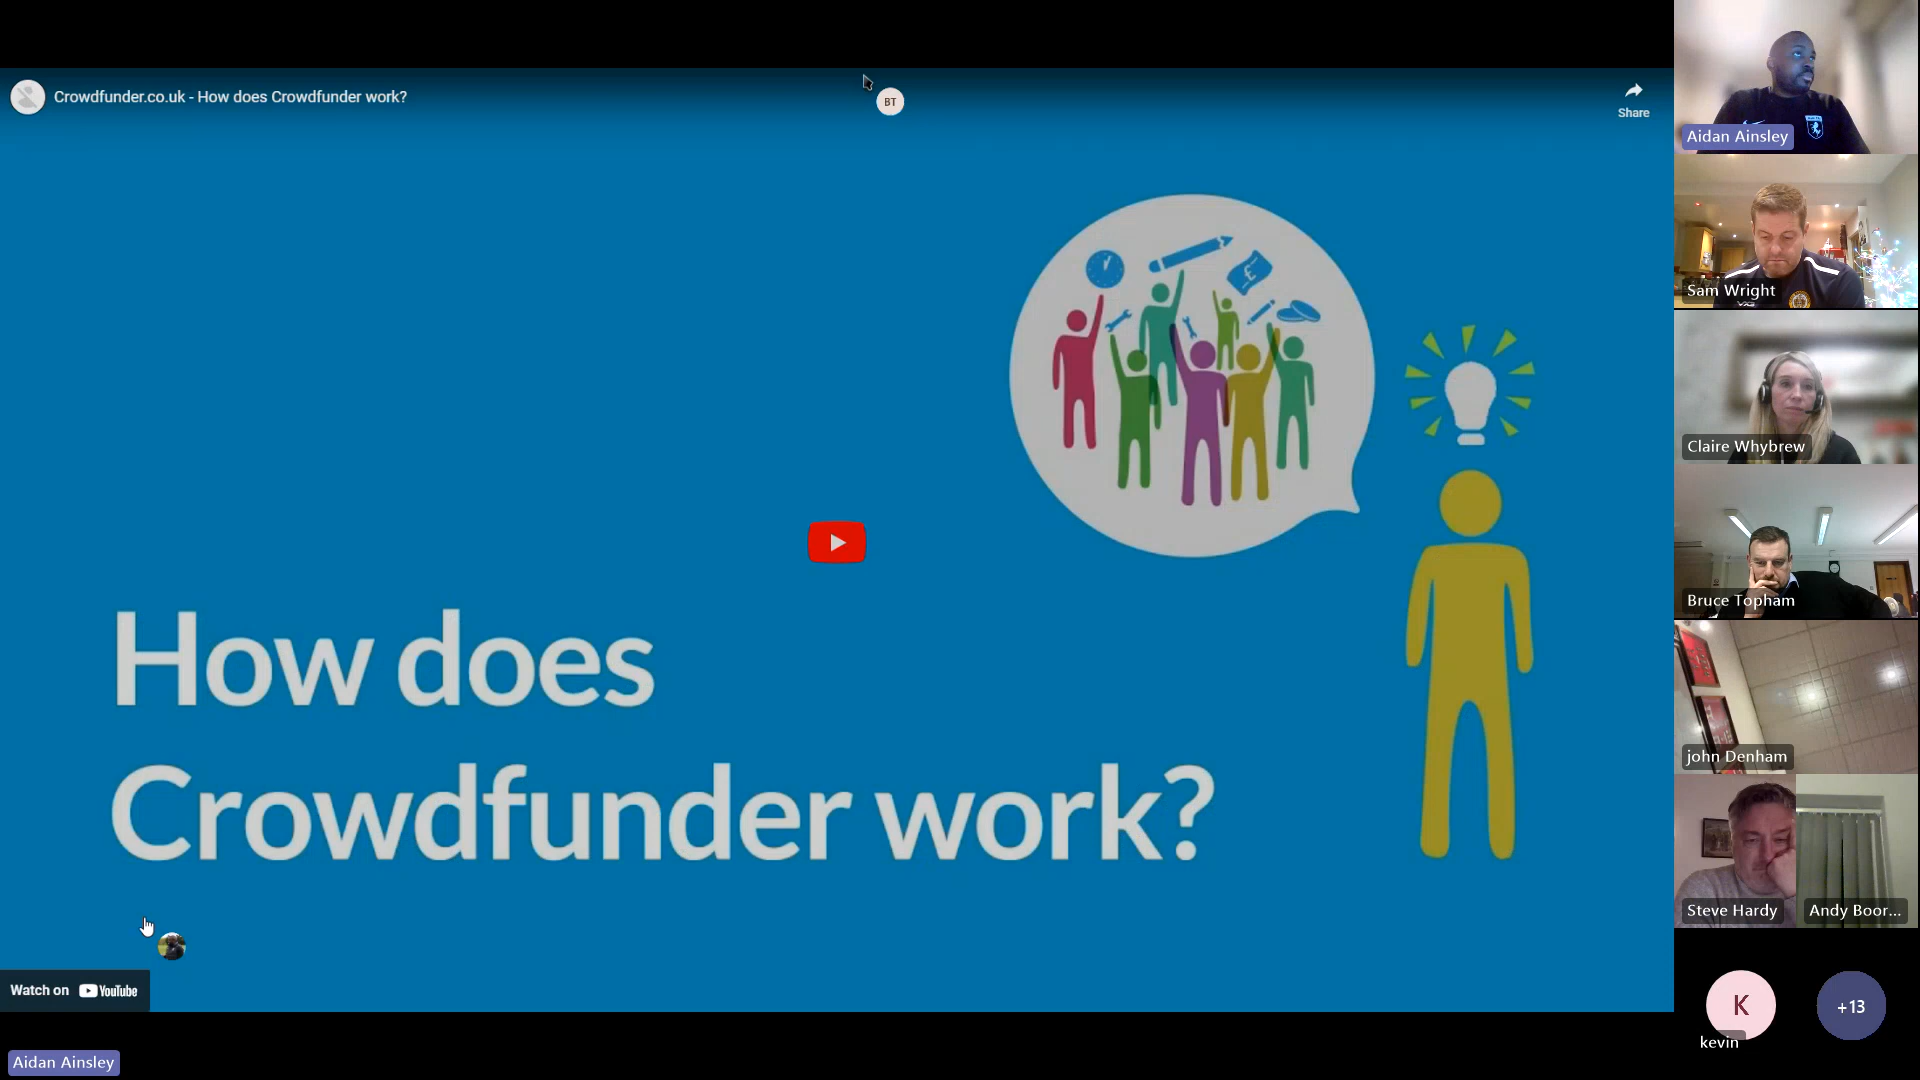 Crowdfunder.co.uk - How does Crowdfunder work?
BT
Share
£
How does
Crowdfunder work?
Watch on YouTube
Aidan Ainsley
Aidan Ainsley
Sam Wright
Claire Whybrew
Bruce Topham
john Denham
Steve Hardy
Andy Boor...
K
kevin
+13